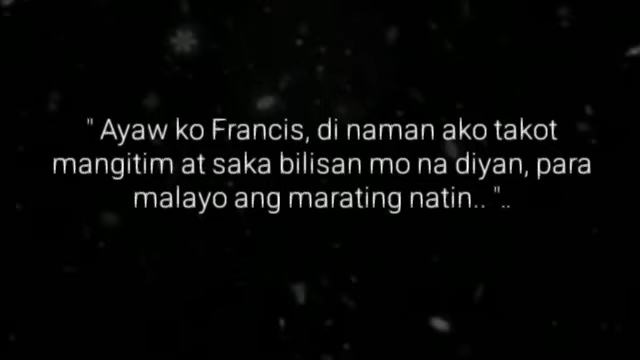 " Ayaw ko Francis, di naman ako takot
mangitim at saka bilisan mo na diyan, para
malayo ang marating natin.. "..